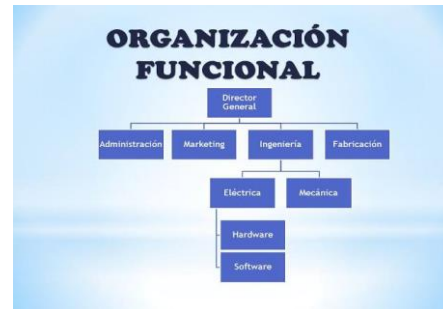 ORGANIZACIÓN
FUNCIONAL
Director
General
Administración
Marketing
Ingeniería
Fabricación
Eléctrica
Mecánica
Hardware
Software